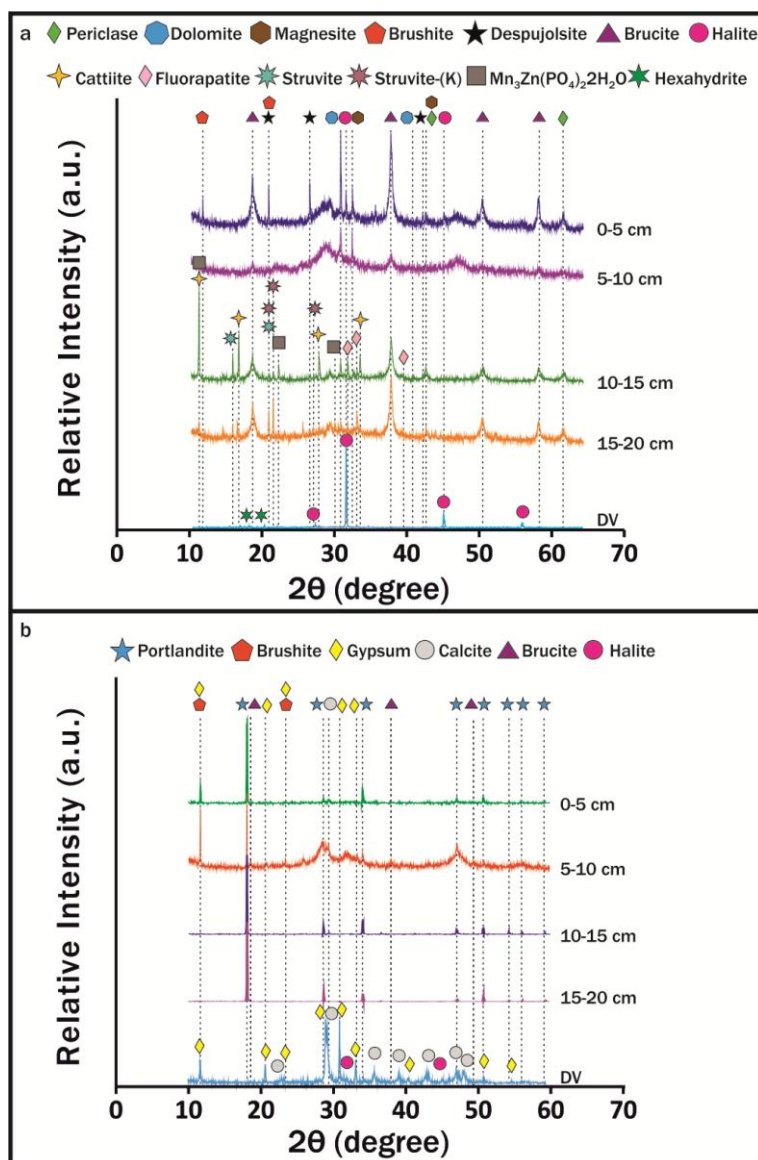 a
Periclase Dolomite Magnesite Brushite Despujolsite Brucite Halite
Cattiite Fluorapatite Struvite Struvite-(K) Mn₃Zn(PO₄)₂2H₂O Hexahydrite
Relative Intensity (a.u.)
0-5 cm
5-10 cm
10-15 cm
15-20 cm
DV
0 10 20 30 40 50 60 70
2θ (degree)
b
Portlandite Brushite Gypsum Calcite Brucite Halite
Relative Intensity (a.u.)
0-5 cm
5-10 cm
10-15 cm
15-20 cm
DV
0 10 20 30 40 50 60 70
2θ (degree)